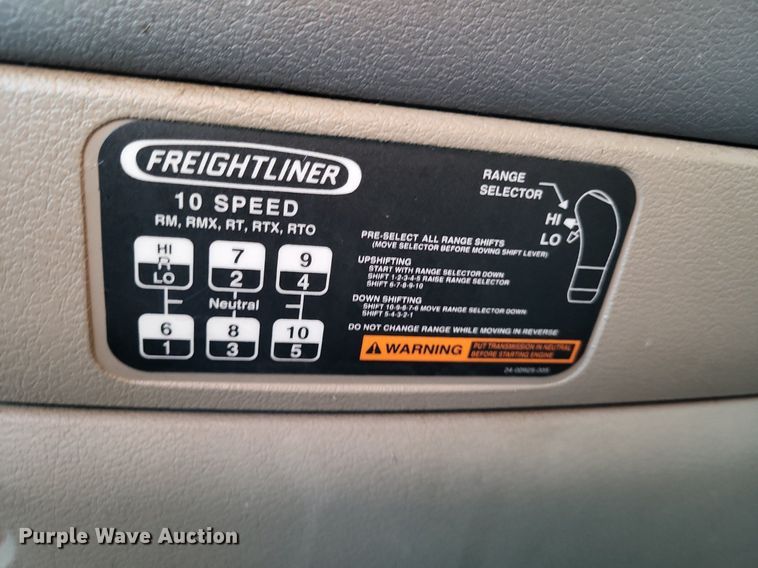 FREIGHTLINER
10 SPEED
RM, RMX, RT, RTX, RTO
HI 7 9
R
LO 2 4
Neutral
6 8 10
1 3 5
RANGE
SELECTOR
HI
LO
PRE-SELECT ALL RANGE SHIFTS
(MOVE SELECTOR BEFORE MOVING SHIFT LEVER)
UPSHIFTING
START WITH RANGE SELECTOR DOWN
SHIFT 1-2-3-4-5 RAISE RANGE SELECTOR
SHIFT 6-7-8-9-10
DOWN SHIFTING
SHIFT 10-9-8-7-6 MOVE RANGE SELECTOR DOWN
SHIFT 5-4-3-2-1
DO NOT CHANGE RANGE WHILE MOVING IN REVERSE
WARNING
PUT TRANSMISSION IN NEUTRAL
BEFORE STARTING ENGINE
Purple Wave Auction